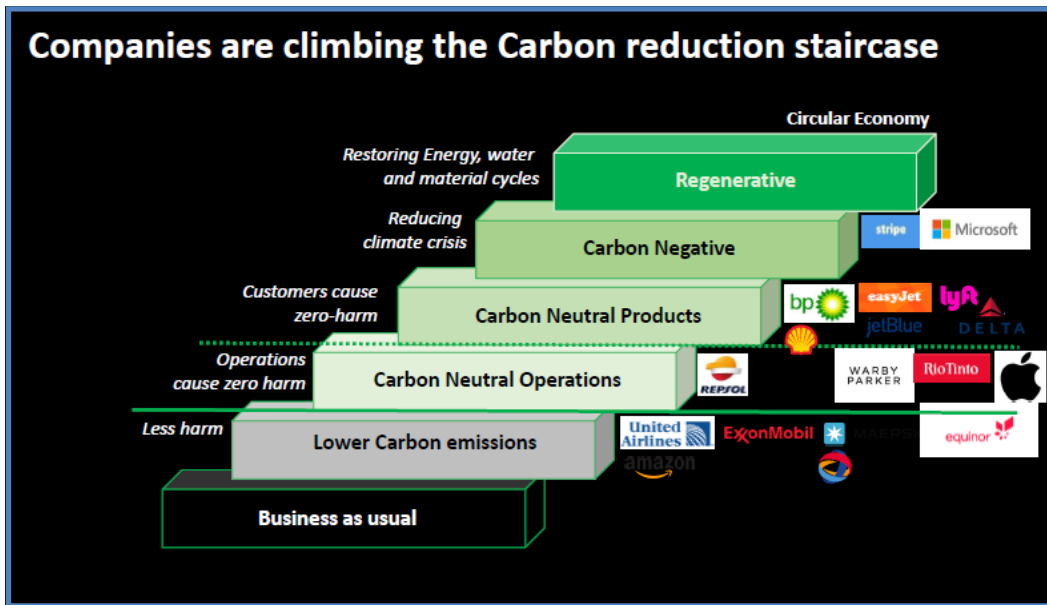 Companies are climbing the Carbon reduction staircase
Circular Economy
Restoring Energy, water
and material cycles
Regenerative
Reducing
climate crisis
Carbon Negative
stripe
Microsoft
Customers cause
zero-harm
Carbon Neutral Products
bp
easyJet
lyft
jetBlue
DELTA
Operations
cause zero harm
Carbon Neutral Operations
REPSOL
WARBY
PARKER
RioTinto
Less harm
Lower Carbon emissions
United
Airlines
ExxonMobil
MAERSK
equinor
amazon
Business as usual